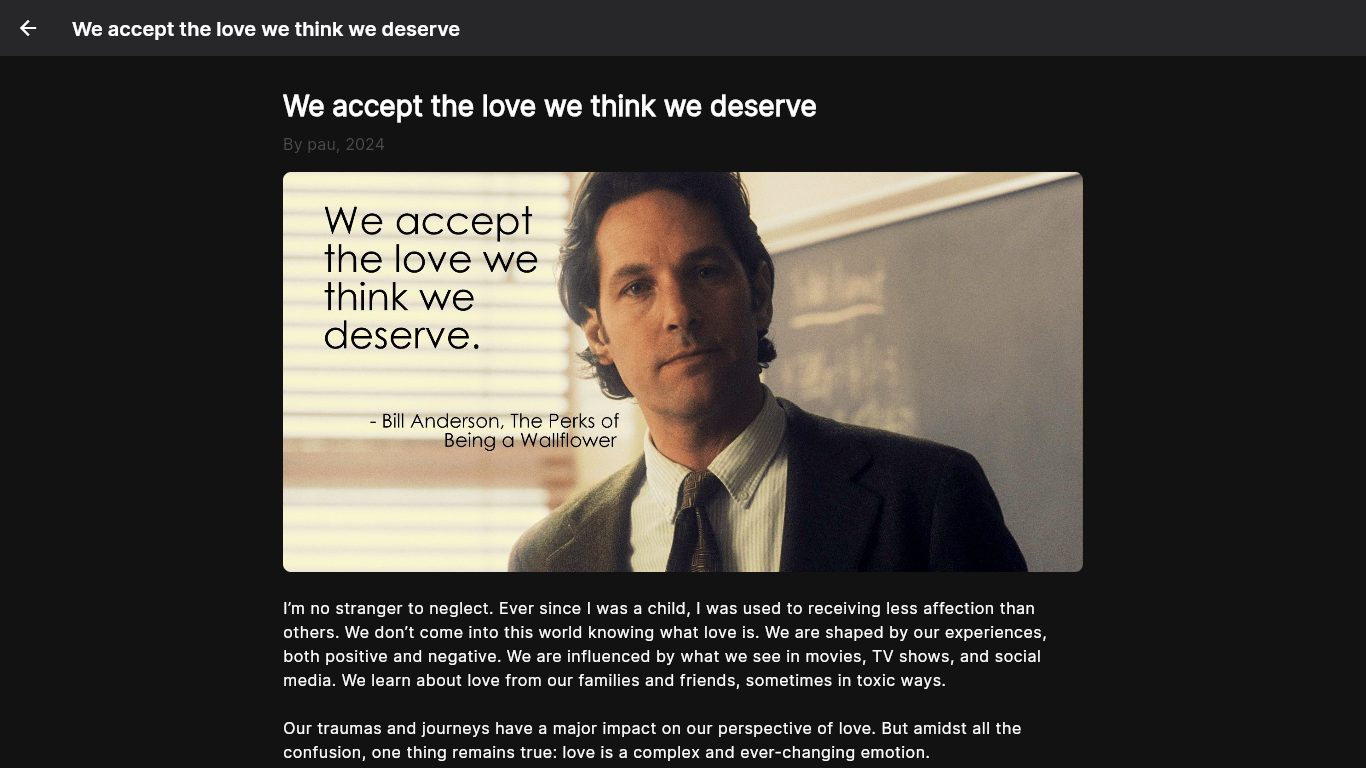 We accept the love we think we deserve
We accept the love we think we deserve
By pau, 2024
We accept
the love we
think we
deserve.
- Bill Anderson, The Perks of
Being a Wallflower
I’m no stranger to neglect. Ever since I was a child, I was used to receiving less affection than
others. We don’t come into this world knowing what love is. We are shaped by our experiences,
both positive and negative. We are influenced by what we see in movies, TV shows, and social
media. We learn about love from our families and friends, sometimes in toxic ways.
Our traumas and journeys have a major impact on our perspective of love. But amidst all the
confusion, one thing remains true: love is a complex and ever-changing emotion.